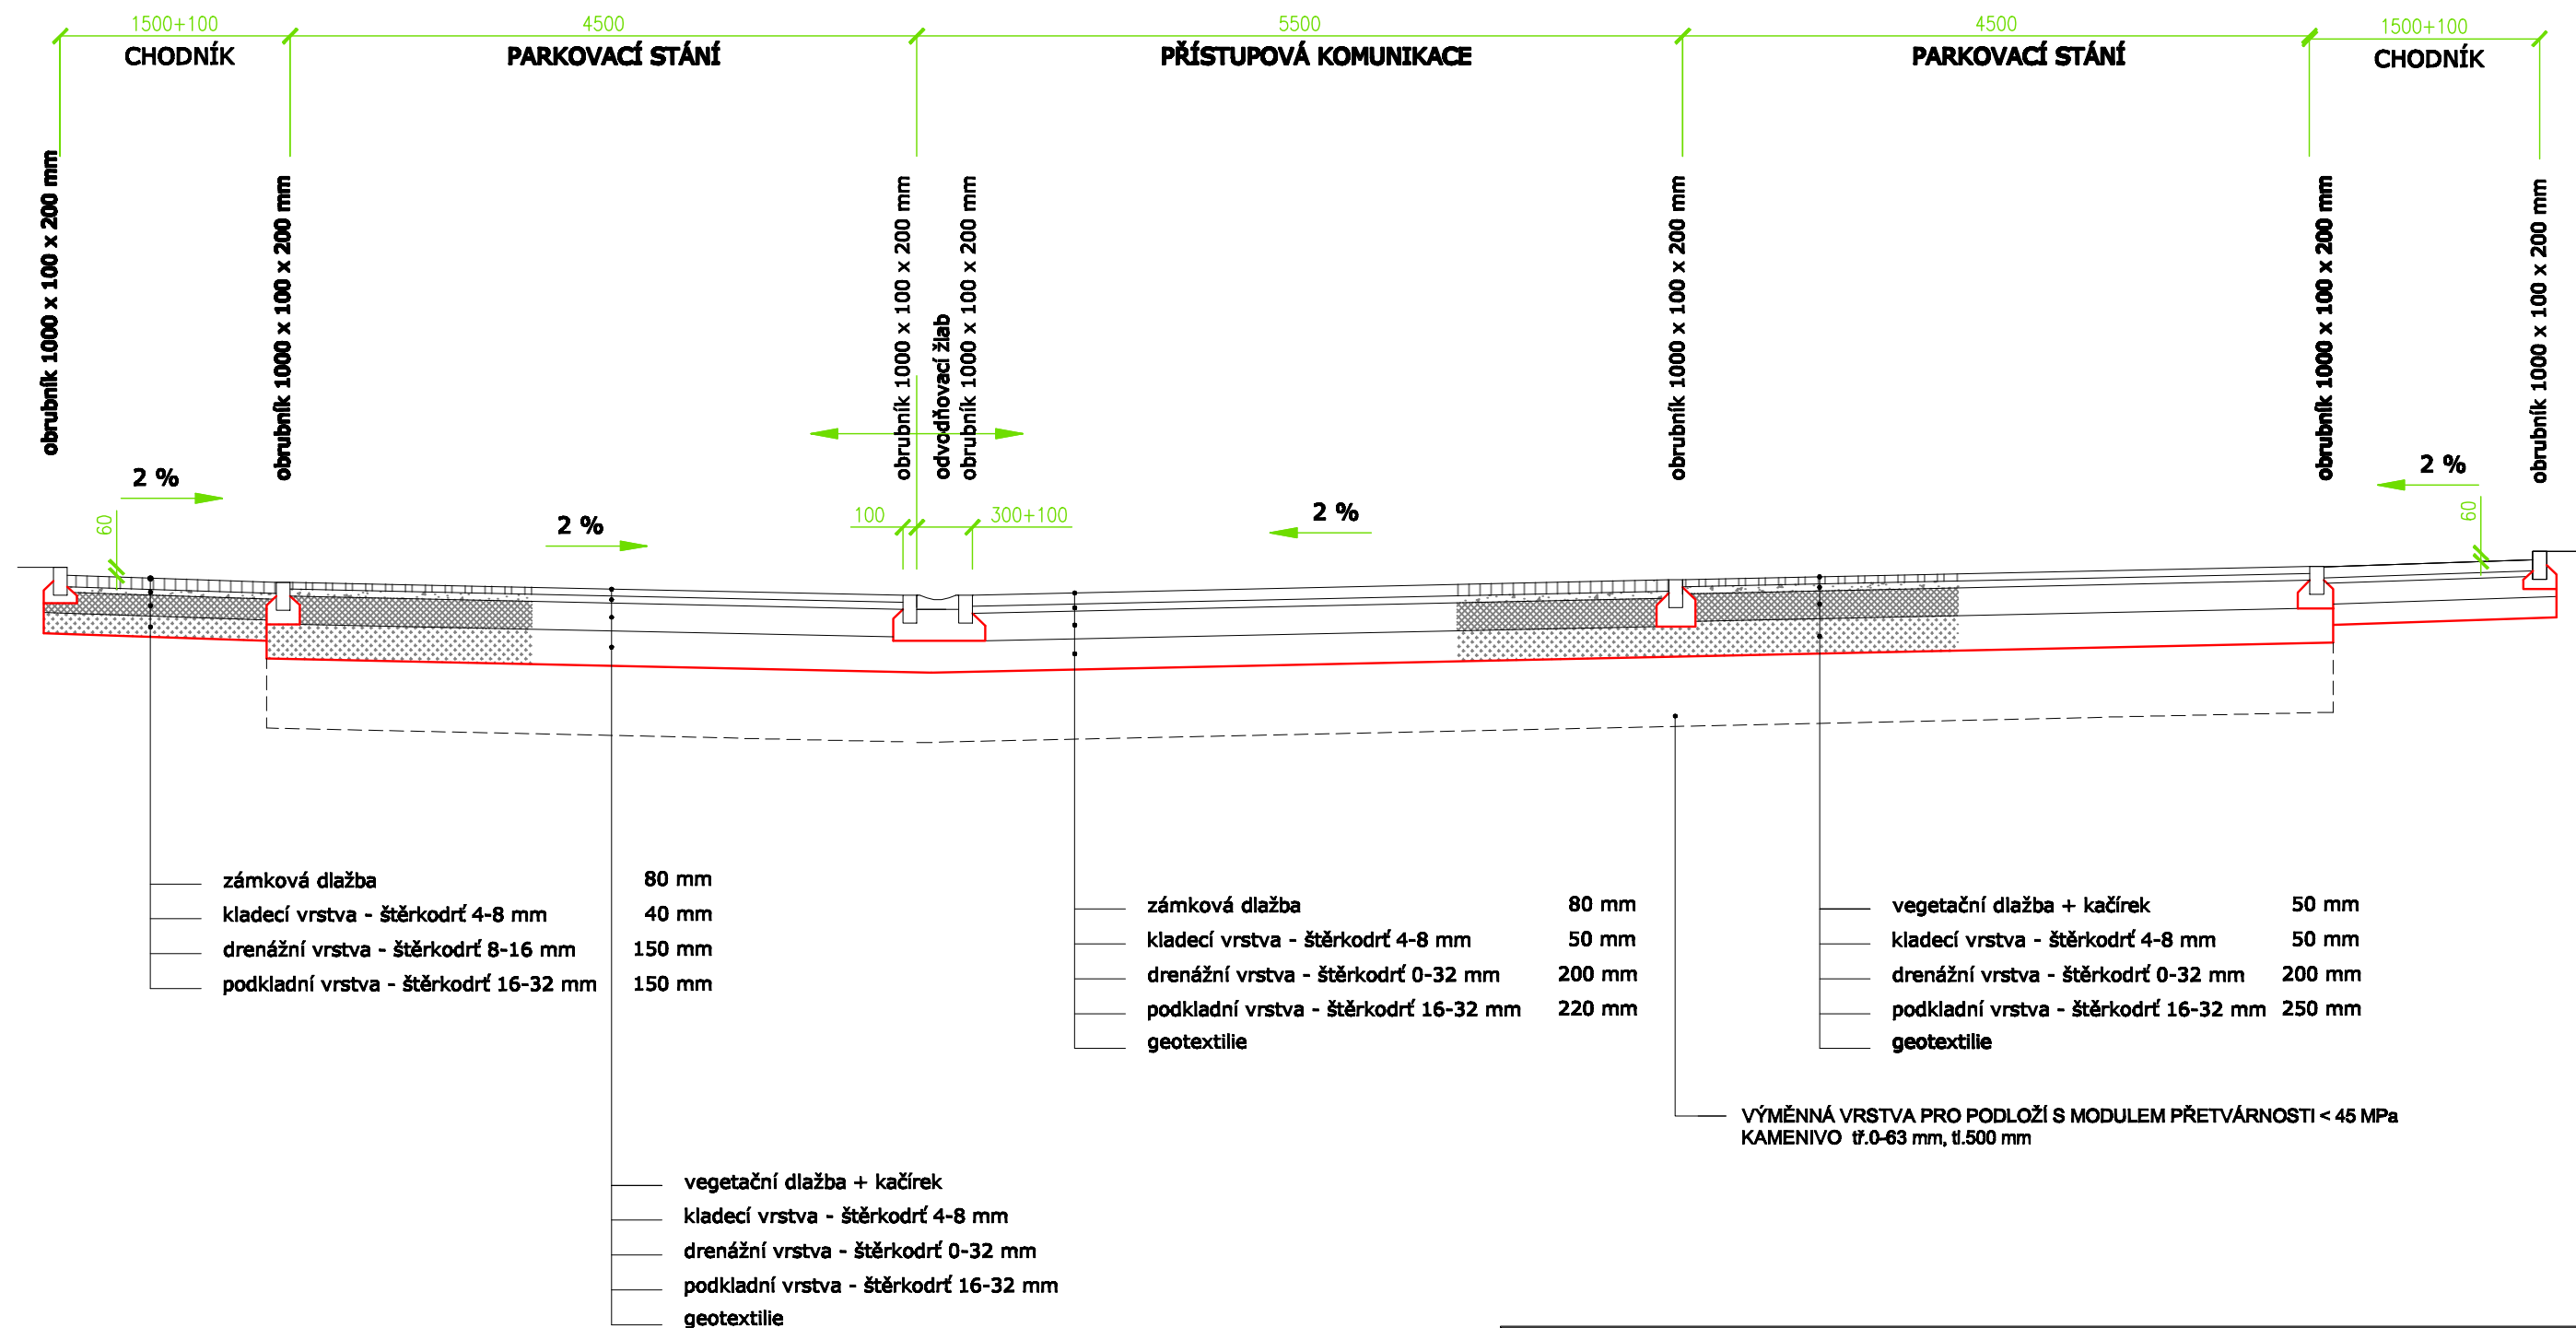 1500+100
4500
5500
4500
1500+100
CHODNÍK
PARKOVACÍ STÁNÍ
PŘÍSTUPOVÁ KOMUNIKACE
PARKOVACÍ STÁNÍ
CHODNÍK
obrubník 1000 x 100 x 200 mm
obrubník 1000 x 100 x 200 mm
obrubník 1000 x 100 x 200 mm
odvodňovací žlab
obrubník 1000 x 100 x 200 mm
obrubník 1000 x 100 x 200 mm
obrubník 1000 x 100 x 200 mm
obrubník 1000 x 100 x 200 mm
2 %
2 %
2 %
2 %
60
100
300+100
60
zámková dlažba 80 mm
kladecí vrstva - štěrkodrť 4-8 mm 40 mm
drenážní vrstva - štěrkodrť 8-16 mm 150 mm
podkladní vrstva - štěrkodrť 16-32 mm 150 mm
zámková dlažba 80 mm
kladecí vrstva - štěrkodrť 4-8 mm 50 mm
drenážní vrstva - štěrkodrť 0-32 mm 200 mm
podkladní vrstva - štěrkodrť 16-32 mm 220 mm
geotextilie
vegetační dlažba + kačírek 50 mm
kladecí vrstva - štěrkodrť 4-8 mm 50 mm
drenážní vrstva - štěrkodrť 0-32 mm 200 mm
podkladní vrstva - štěrkodrť 16-32 mm 250 mm
geotextilie
VÝMĚNNÁ VRSTVA PRO PODLOŽÍ S MODULEM PŘETVÁRNOSTI < 45 MPa
KAMENIVO tř.0-63 mm, tl.500 mm
vegetační dlažba + kačírek
kladecí vrstva - štěrkodrť 4-8 mm
drenážní vrstva - štěrkodrť 0-32 mm
podkladní vrstva - štěrkodrť 16-32 mm
geotextilie